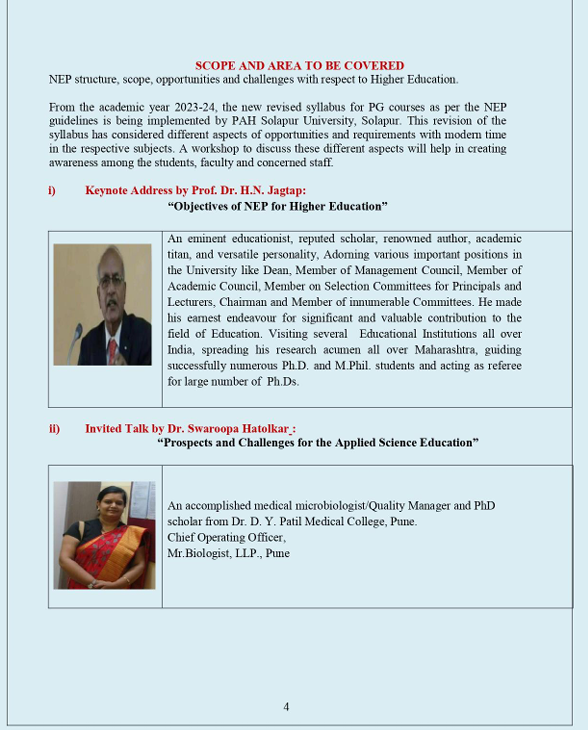 SCOPE AND AREA TO BE COVERED
NEP structure, scope, opportunities and challenges with respect to Higher Education.
From the academic year 2023-24, the new revised syllabus for PG courses as per the NEP
guidelines is being implemented by PAH Solapur University, Solapur. This revision of the
syllabus has considered different aspects of opportunities and requirements with modern time
in the respective subjects. A workshop to discuss these different aspects will help in creating
awareness among the students, faculty and concerned staff.
i) Keynote Address by Prof. Dr. H.N. Jagtap:
“Objectives of NEP for Higher Education”
An eminent educationist, reputed scholar, renowned author, academic
titan, and versatile personality, Adorning various important positions in
the University like Dean, Member of Management Council, Member of
Academic Council, Member on Selection Committees for Principals and
Lecturers, Chairman and Member of innumerable Committees. He made
his earnest endeavour for significant and valuable contribution to the
field of Education. Visiting several Educational Institutions all over
India, spreading his research acumen all over Maharashtra, guiding
successfully numerous Ph.D. and M.Phil. students and acting as referee
for large number of Ph.Ds.
ii) Invited Talk by Dr. Swaroopa Hatolkar :
“Prospects and Challenges for the Applied Science Education”
An accomplished medical microbiologist/Quality Manager and PhD
scholar from Dr. D. Y. Patil Medical College, Pune.
Chief Operating Officer,
Mr.Biologist, LLP., Pune
4